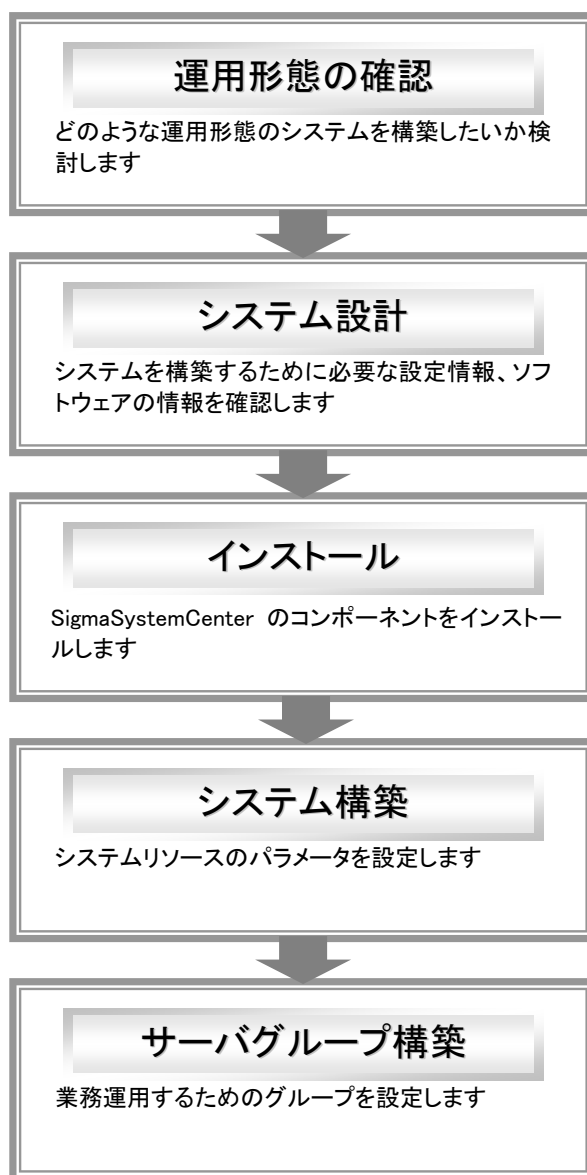 運用形態の確認
どのような運用形態のシステムを構築したいか検
討します
システム設計
システムを構築するために必要な設定情報、ソフ
トウェアの情報を確認します
インストール
SigmaSystemCenter のコンポーネントをインストー
ルします
システム構築
システムリソースのパラメータを設定します
サーバグループ構築
業務運用するためのグループを設定します